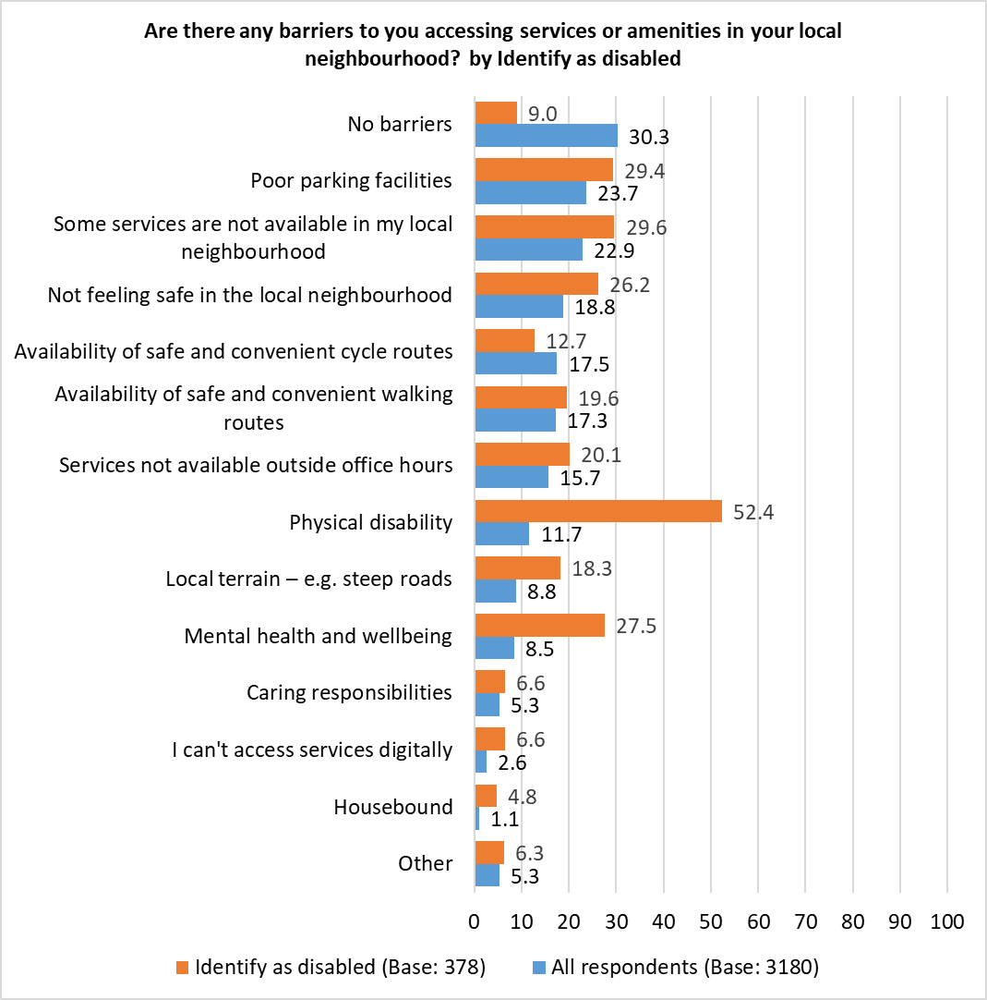 Are there any barriers to you accessing services or amenities in your local
neighbourhood? by Identify as disabled
No barriers
9.0
30.3
Poor parking facilities
29.4
23.7
Some services are not available in my local
neighbourhood
29.6
22.9
Not feeling safe in the local neighbourhood
26.2
18.8
Availability of safe and convenient cycle routes
12.7
17.5
Availability of safe and convenient walking
routes
19.6
17.3
Services not available outside office hours
20.1
15.7
Physical disability
52.4
11.7
Local terrain – e.g. steep roads
18.3
8.8
Mental health and wellbeing
27.5
8.5
Caring responsibilities
6.6
5.3
I can't access services digitally
6.6
2.6
Housebound
4.8
1.1
Other
6.3
5.3
0 10 20 30 40 50 60 70 80 90 100
Identify as disabled (Base: 378) All respondents (Base: 3180)